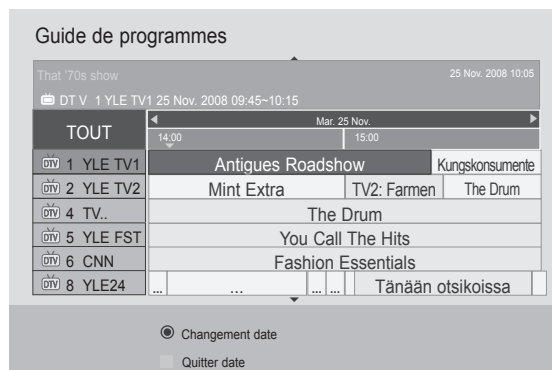 Guide de programmes
That '70s show 25 Nov. 2008 10:05
DT V 1 YLE TV1 25 Nov. 2008 09:45~10:15
TOUT
Mar. 25 Nov.
14:00 15:00
DTV 1 YLE TV1 Antigues Roadshow Kungskonsumente
DTV 2 YLE TV2 Mint Extra TV2: Farmen The Drum
DTV 4 TV.. The Drum
DTV 5 YLE FST You Call The Hits
DTV 6 CNN Fashion Essentials
DTV 8 YLE24 ... ... ... ... Tänään otsikoissa
Changement date
Quitter date